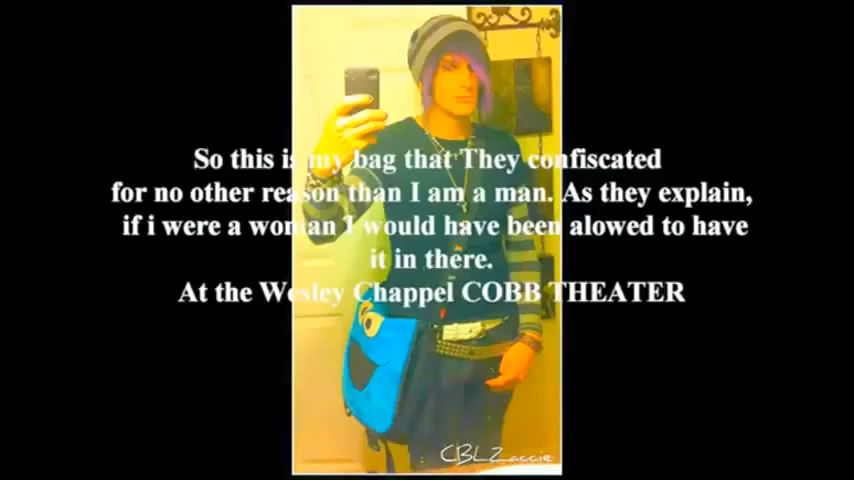 So this is my bag that They confiscated
for no other reason than I am a man. As they explain,
if i were a woman I would have been alowed to have
it in there.
At the Wesley Chappel COBB THEATER
CBLZaccie